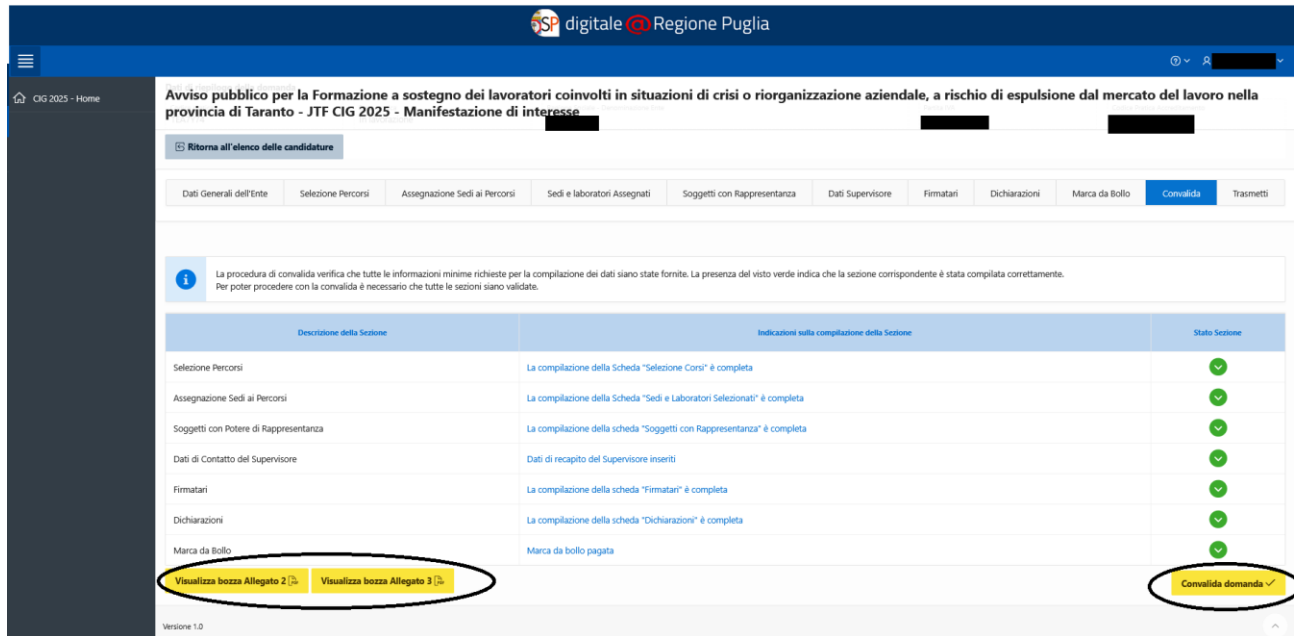 digitale @ Regione Puglia
CIG 2025 - Home
Avviso pubblico per la Formazione a sostegno dei lavoratori coinvolti in situazioni di crisi o riorganizzazione aziendale, a rischio di espulsione dal mercato del lavoro nella
provincia di Taranto - JTF CIG 2025 - Manifestazione di interesse
Ritorna all'elenco delle candidature
Dati Generali dell'Ente Selezione Percorsi Assegnazione Sedi ai Percorsi Sedi e laboratori Assegnati Soggetti con Rappresentanza Dati Supervisore Firmatari Dichiarazioni Marca da Bollo Convalida Trasmetti
La procedura di convalida verifica che tutte le informazioni minime richieste per la compilazione dei dati siano state fornite. La presenza del visto verde indica che la sezione corrispondente è stata compilata correttamente.
Per poter procedere con la convalida è necessario che tutte le sezioni siano validate.
Descrizione della Sezione Indicazioni sulla compilazione della Sezione Stato Sezione
Selezione Percorsi La compilazione della Scheda "Selezione Corsi" è completa
Assegnazione Sedi ai Percorsi La compilazione della Scheda "Sedi e Laboratori Selezionati" è completa
Soggetti con Potere di Rappresentanza La compilazione della scheda "Soggetti con Rappresentanza" è completa
Dati di Contatto del Supervisore Dati di recapito del Supervisore inseriti
Firmatari La compilazione della scheda "Firmatari" è completa
Dichiarazioni La compilazione della scheda "Dichiarazioni" è completa
Marca da Bollo Marca da bollo pagata
Visualizza bozza Allegato 2 Visualizza bozza Allegato 3 Convalida domanda
Versione 1.0